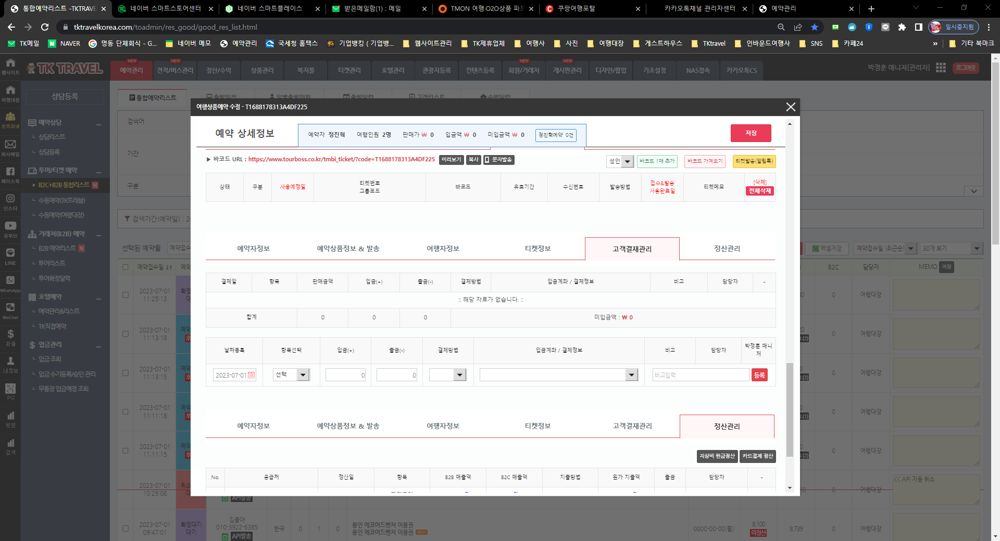 통합예약리스트 -TKTRAVE
네이버 스마트스토어센터
네이버 스마트플레이스
받은메일함(1) : 메일
TMON 여행·O2O상품 파트
쿠팡여행포탈
카카오톡채널 관리자센터
예약관리
tktravelkorea.com/toadmin/res_good/good_res_list.html
일시중지됨
TK메일
NAVER
명동 단체회식 - G...
네이버 메모
예약관리
국세청 홈택스
기업뱅킹 ( 기업뱅...
웹사이트관리
TK제휴업체
여행사
사진
여행대장
게스트하우스
TKtravel
인바운드여행사
SNS
카페24
»
기타 북마크
웹사이트
TK TRAVEL
예약관리 NEW
견적/버스관리 NEW
정산/수익
상품관리
복지몰
티켓관리
호텔관리
관광지등록
컨텐츠등록
회원/거래처 NEW
게시판관리 NEW
디자인/팝업
기초설정
NAS접속
카카오톡CS
박정훈 매니저[관리자]
로그아웃
여행대장
인트라넷
회사메일
페이스북
인스타
유투브
LINE
WhatsApp
WeChat
환율
내정보
PG
방문
검색
상담등록
예약상담
상담리스트
상담등록
투어/티켓 예약
B2C+B2B 통합리스트 N
수동예약(TK트래블)
수동예약(여행대장)
거래처(B2B) 예약
B2B 예약리스트 N
투어리스트
투어확정달력
호텔예약
예약관리&리스트
TK직접예약
입금관리
입금 조회
입금 수기등록/승인 관리
무통장 입금예정 조회
통합예약리스트
출발일정
일별출발인원
출발달력
고객리스트
숙박달력
검색어
기간
구분
검색기간(예약일) : 2
선택된 예약을
예약접수
엑셀저장
예약접수일 (최근순)
30개 보기
예약접수일
B2C
담당자
MEMO 저장
여행상품예약 수정 - T1688178313A4DF225
예약 상세정보
예약자 정진혁 여행인원 2명 판매가 ₩ 0 입금액 ₩ 0 미입금액 ₩ 0
정진혁예약 0건
저장
▶ 바코드 URL : https://www.tourboss.co.kr/tmbi_ticket/?code=T1688178313A4DF225
미리보기
복사
문자발송
성인
바코드 1매 추가
바코드 가져오기
티켓발송(알림톡)
상태
구분
사용예정일
티켓번호
그룹코드
바코드
유효기간
수신번호
발송방법
접수&발송
사용완료일
티켓메모
[삭제]
전체삭제
예약자정보
예약상품정보 & 발송
여행자정보
티켓정보
고객결재관리
정산관리
결제일
항목
판매금액
입금(+)
출금(-)
결제방법
입금계좌 / 결제정보
비고
담당자
-
:: 해당 자료가 없습니다. ::
합계
0
0
0
미입금액 : ₩ 0
날짜등록
항목선택
입금(+)
출금(-)
결제방법
입금계좌 / 결제정보
비고
담당자
박정훈 매니
저
2023-07-01
선택
0
0
비고입력
등록
예약자정보
예약상품정보 & 발송
여행자정보
티켓정보
고객결재관리
정산관리
지상비 현금정산
카드결제 정산
No.
공급처
정산일
항목
B2B 매출액
B2C 매출액
지출방법
원가 지출액
출금
담당자
-
2023-07-01
11:25:13
확정
0
여행대장
2023-07-01
11:13:18
0
여행대장
2023-07-01
11:13:15
0
여행대장
2023-07-01
11:11:18
0
여행대장
2023-07-01
11:11:15
0
여행대장
2023-07-01
10:29:06
취소
API발송
0
여행대장
<< API 자동 취소
2023-07-01
09:47:01
확정대기
대기
김을아
010-3922-6385
API발송
한국
0
1
0
용인 에코어드벤처 이용권
용인 에코어드벤처 이용권 NEW
0000-00-00(월)
8,100
미정산
8,739
0
여행대장